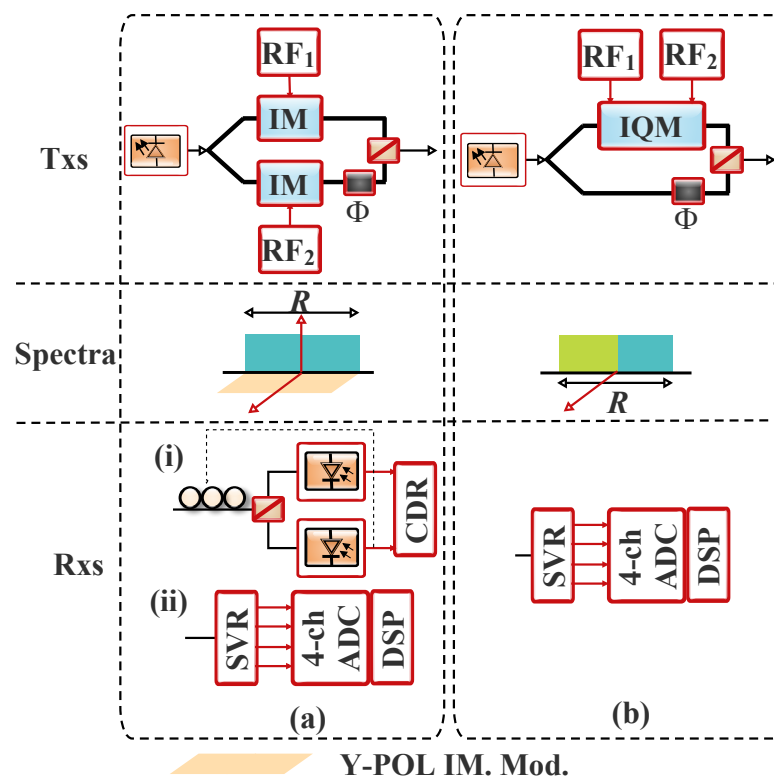 Txs
RF₁
IM
IM
Φ
RF₂
RF₁
RF₂
IQM
Φ
Spectra
R
R
Rxs
(i)
CDR
(ii)
SVR
4-ch
ADC
DSP
(a)
SVR
4-ch
ADC
DSP
(b)
Y-POL IM. Mod.